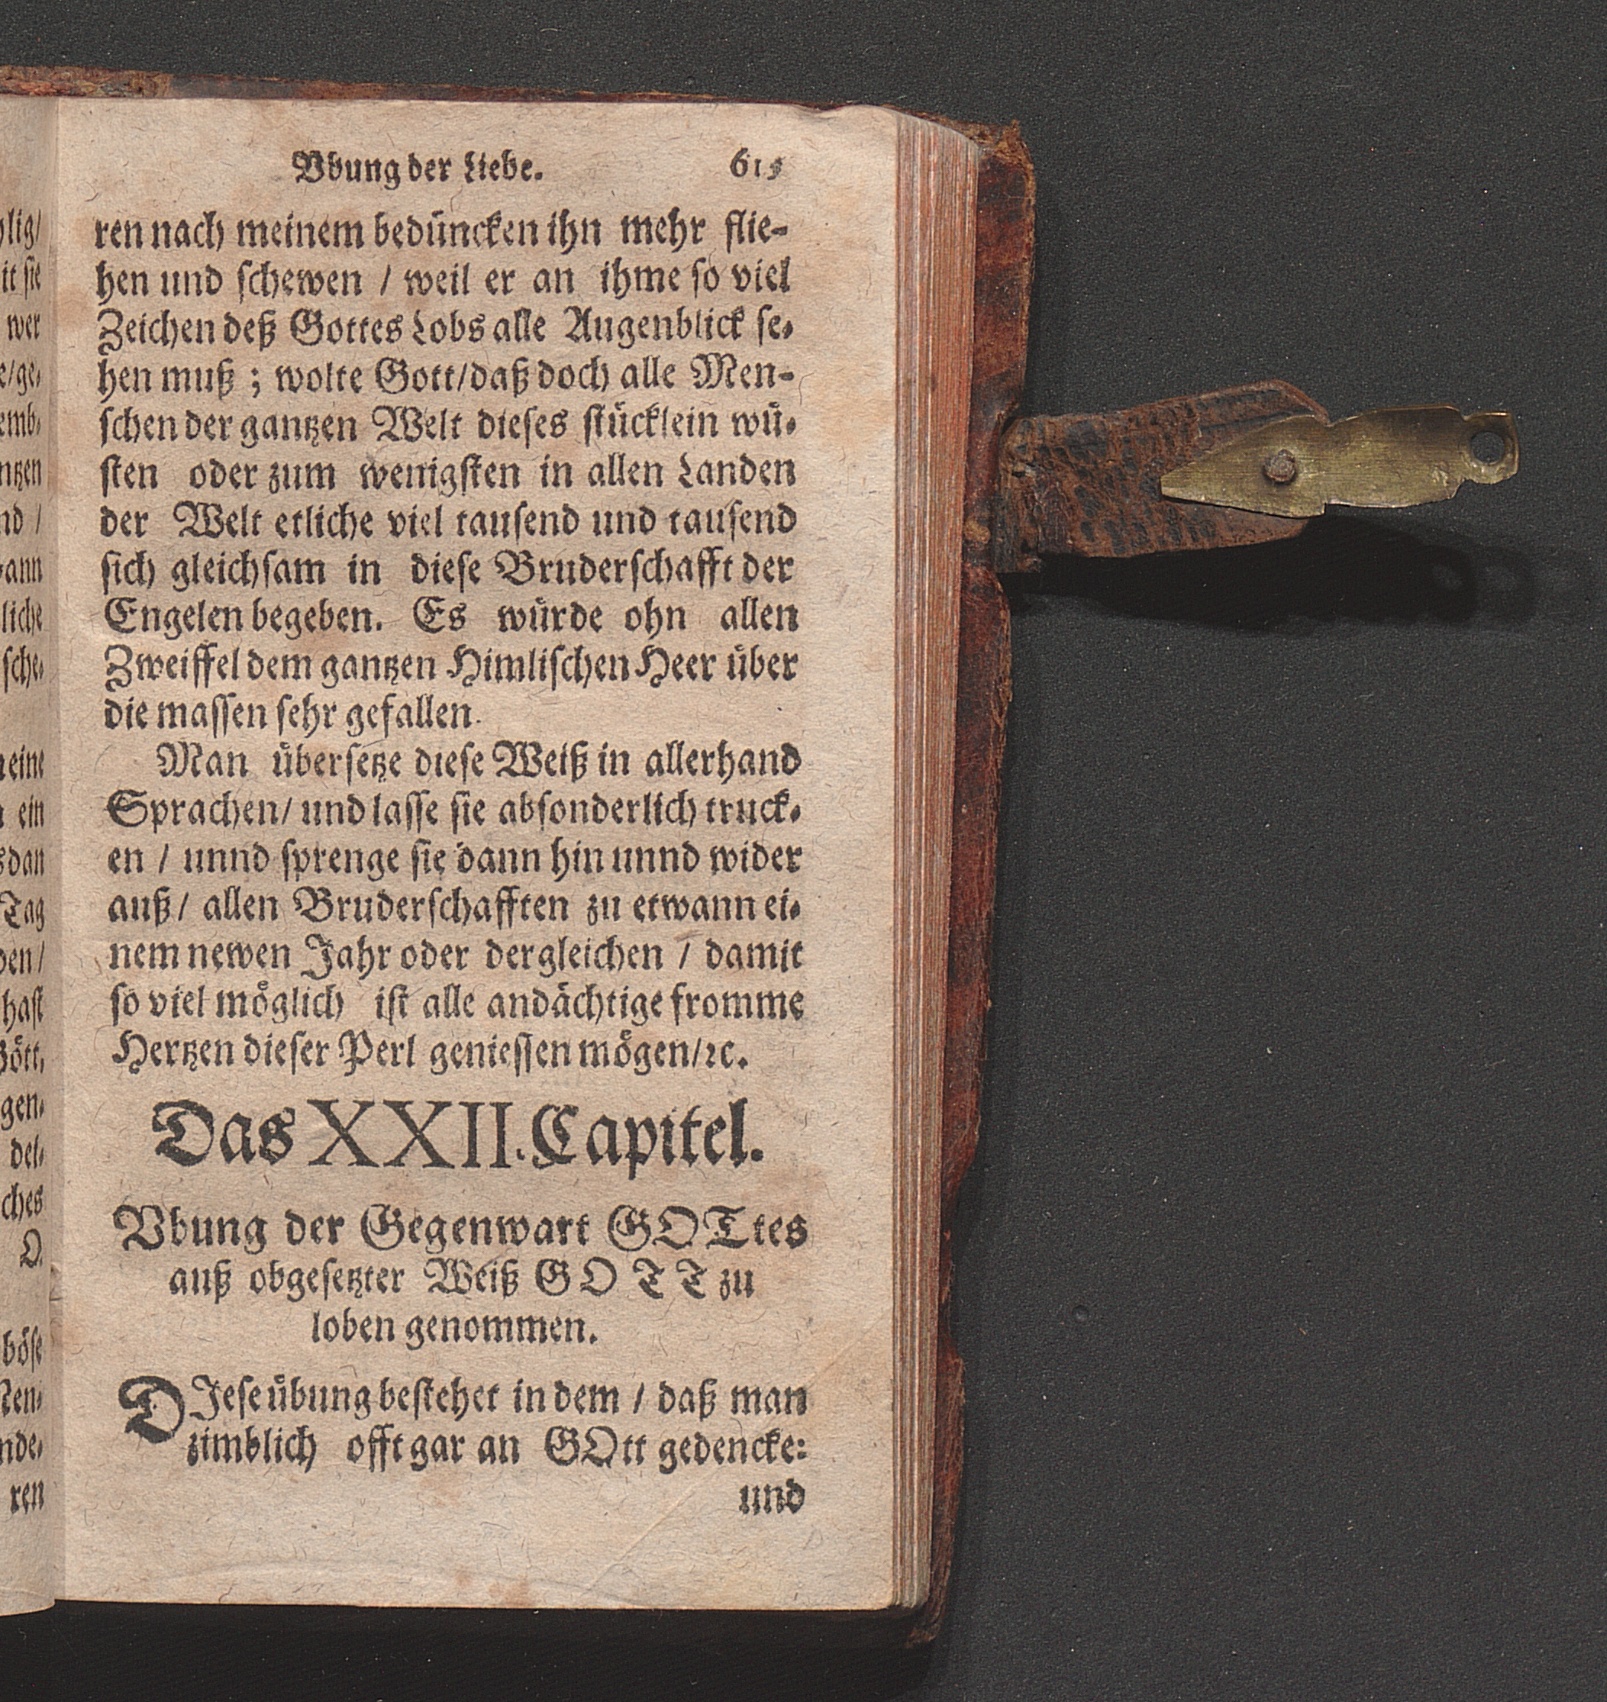 Vbung der Liebe. 615
ren nach meinem bedüncken ihn mehr flie-
hen und schewen / weil er an ihme so viel
Zeichen deß Gottes Lobs alle Augenblick se-
hen muß ; wolte Gott/daß doch alle Men-
schen der gantzen Welt dieses stücklein wü-
sten oder zum wenigsten in allen Landen
der Welt etliche viel tausend und tausend
sich gleichsam in diese Bruderschafft der
Engelen begeben. Es würde ohn allen
Zweiffel dem gantzen Himlischen Heer über
die massen sehr gefallen.
Man übersetze diese Weiß in allerhand
Sprachen/ und lasse sie absonderlich truck-
en / unnd sprenge sie dann hin unnd wider
auß/ allen Bruderschafften zu etwann ei-
nem newen Jahr oder dergleichen / damit
so viel möglich ist alle andächtige fromme
Hertzen dieser Perl geniessen mögen/ꝛc.
Das XXII. Capitel.
Vbung der Gegenwart GOTtes
auß obgesetzter Weiß GOTT zu
loben genommen.
DIese übung bestehet in dem / daß man
zimblich offt gar an GOtt gedencke:
und